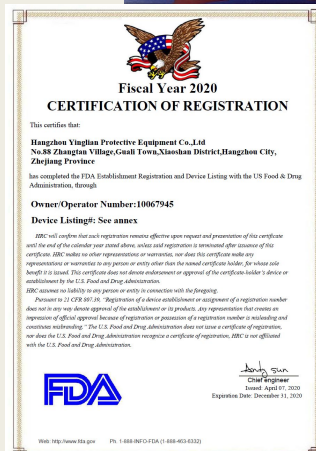 Fiscal Year 2020
CERTIFICATION OF REGISTRATION
This certifies that:
Hangzhou Yinglian Protective Equipment Co.,Ltd
No.88 Zhangtan Village,Guali Town,Xiaoshan District,Hangzhou City,
Zhejiang Province
has completed the FDA Establishment Registration and Device Listing with the US Food & Drug
Administration, through
Owner/Operator Number:10067945
Device Listing#: See annex
HRC will confirm that such registration remains effective upon request and presentation of this certificate
until the end of the calendar year stated above, unless said registration is terminated after issuance of this
certificate. HRC makes no other representations or warranties, nor does this certificate make any
representations or warranties to any person or entity other than the named certificate holder, for whose sole
benefit it is issued. This certificate does not denote endorsement or approval of the certificate-holder's device or
establishment by the U.S. Food and Drug Administration.
HRC assumes no liability to any person or entity in connection with the foregoing.
Pursuant to 21 CFR 807.39, "Registration of a device establishment or assignment of a registration number
does not in any way denote approval of the establishment or its products. Any representation that creates an
impression of official approval because of registration or possession of a registration number is misleading and
constitutes misbranding." The U.S. Food and Drug Administration does not issue a certificate of registration,
nor does the U.S. Food and Drug Administration recognize a certificate of registration, HRC is not affiliated
with the U.S. Food and Drug Administration.
Andy sun
Chief engineer
Issued: April 07, 2020
Expiration Date: December 31, 2020
FDA
Web: http://www.fda.gov Ph. 1-888-INFO-FDA (1-888-463-6332)